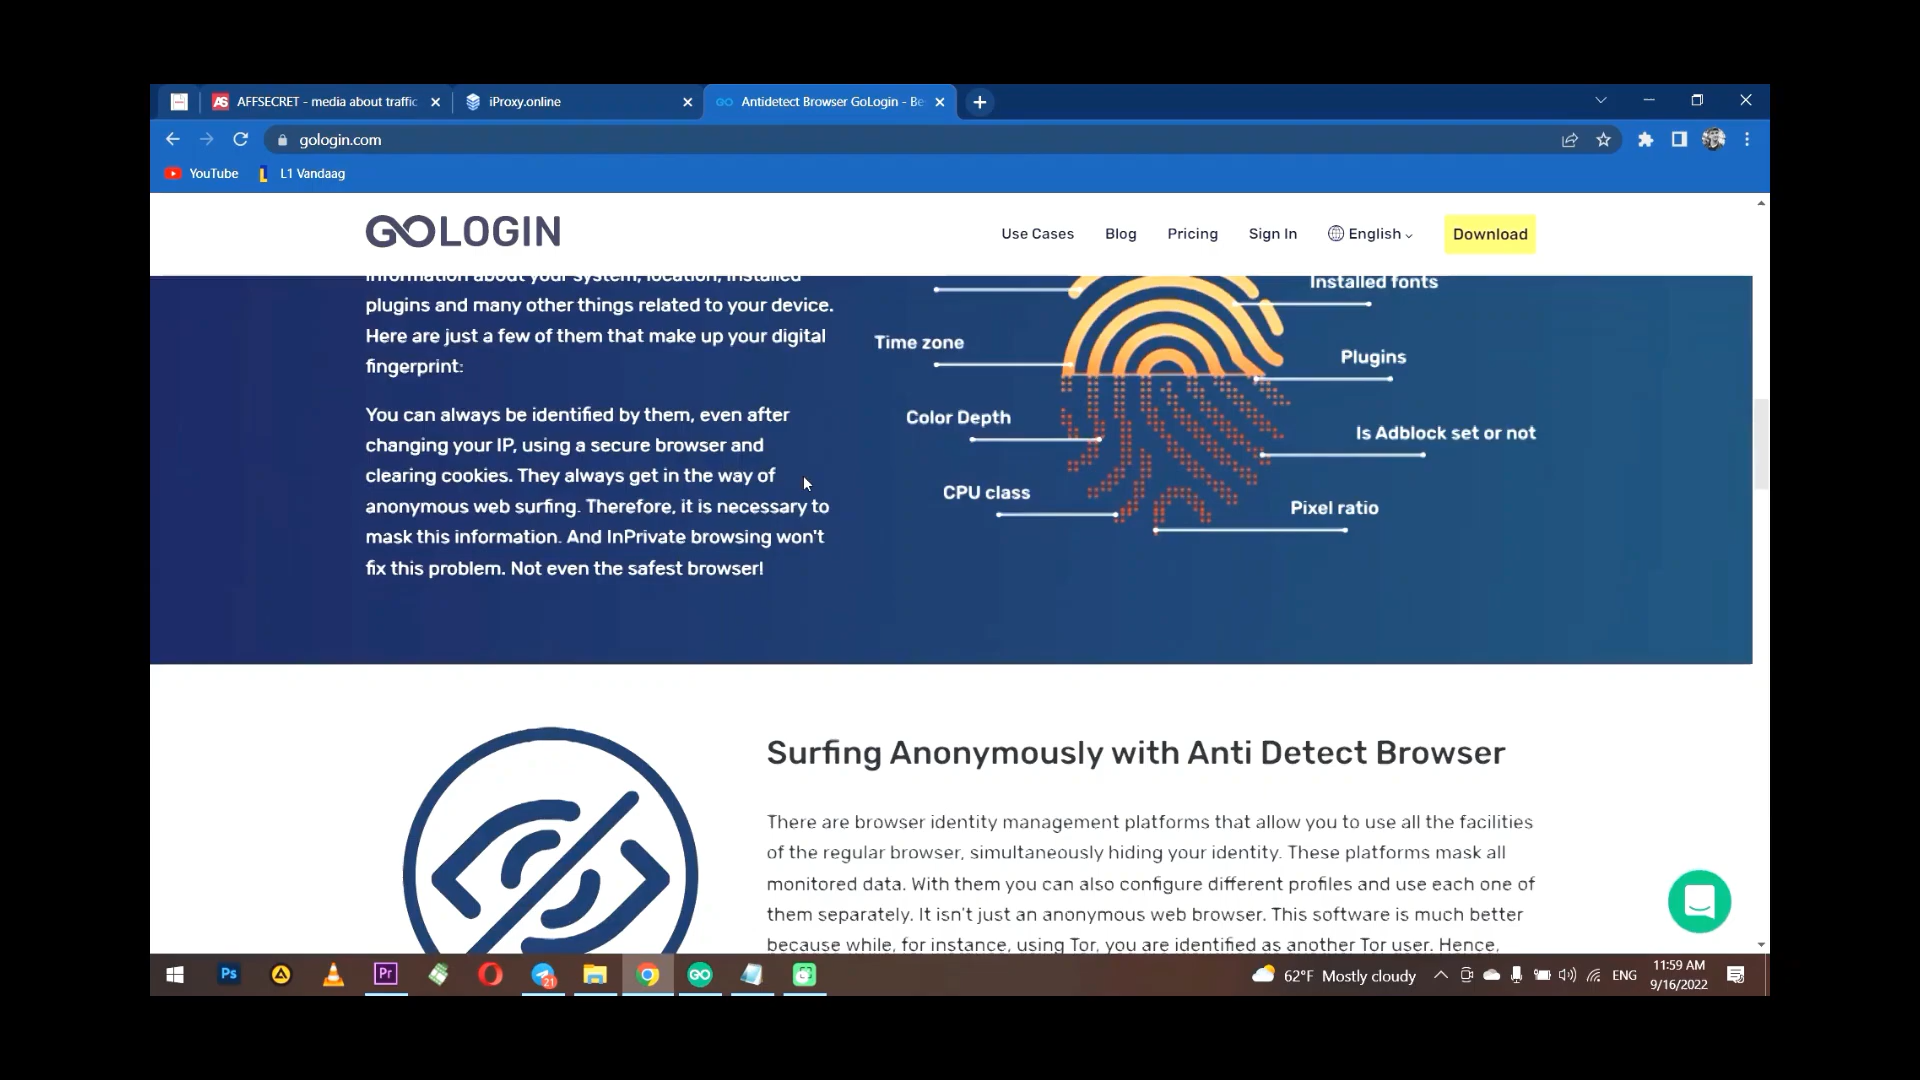 AFFSECRET - media about traffic
iProxy.online
Antidetect Browser GoLogin - Be
gologin.com
YouTube
L1 Vandaag
GOLOGIN
Use Cases
Blog
Pricing
Sign In
English
Download
information about your system, location, installed
plugins and many other things related to your device.
Here are just a few of them that make up your digital
fingerprint:
You can always be identified by them, even after
changing your IP, using a secure browser and
clearing cookies. They always get in the way of
anonymous web surfing. Therefore, it is necessary to
mask this information. And InPrivate browsing won't
fix this problem. Not even the safest browser!
Installed fonts
Time zone
Plugins
Color Depth
Is Adblock set or not
CPU class
Pixel ratio
Surfing Anonymously with Anti Detect Browser
There are browser identity management platforms that allow you to use all the facilities
of the regular browser, simultaneously hiding your identity. These platforms mask all
monitored data. With them you can also configure different profiles and use each one of
them separately. It isn't just an anonymous web browser. This software is much better
because while, for instance, using Tor, you are identified as another Tor user. Hence,
Ps
Pr
21
GO
62°F Mostly cloudy
ENG
11:59 AM
9/16/2022